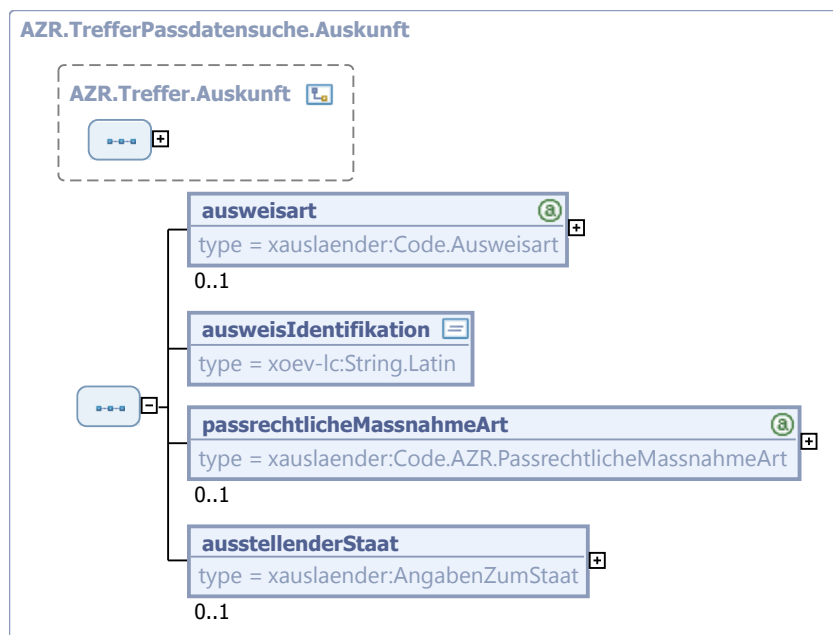 AZR.TrefferPassdatensuche.Auskunft
AZR.Treffer.Auskunft
ausweisart
type = xauslaender:Code.Ausweisart
0..1
ausweisIdentifikation
type = xoev-lc:String.Latin
passrechtlicheMassnahmeArt
type = xauslaender:Code.AZR.PassrechtlicheMassnahmeArt
0..1
ausstellenderStaat
type = xauslaender:AngabenZumStaat
0..1